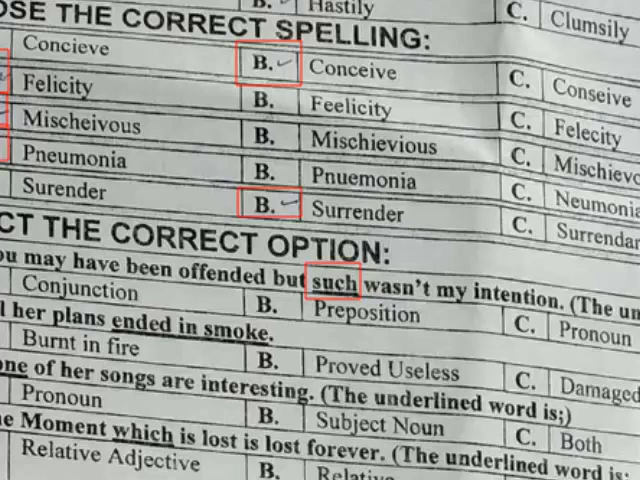 B. Hastily C. Clumsily
OSE THE CORRECT SPELLING:
Concieve B. Conceive C. Conseive
Felicity B. Feelicity C. Felecity
Mischeivous B. Mischievious C. Mischievo
Pneumonia B. Pnuemonia C. Neumonia
Surender B. Surrender C. Surrendar
CT THE CORRECT OPTION:
ou may have been offended but such wasn't my intention. (The un
Conjunction B. Preposition C. Pronoun
l her plans ended in smoke.
Burnt in fire B. Proved Useless C. Damaged
one of her songs are interesting. (The underlined word is;)
Pronoun B. Subject Noun C. Both
he Moment which is lost is lost forever. (The underlined word is:
Relative Adjective B. Relative